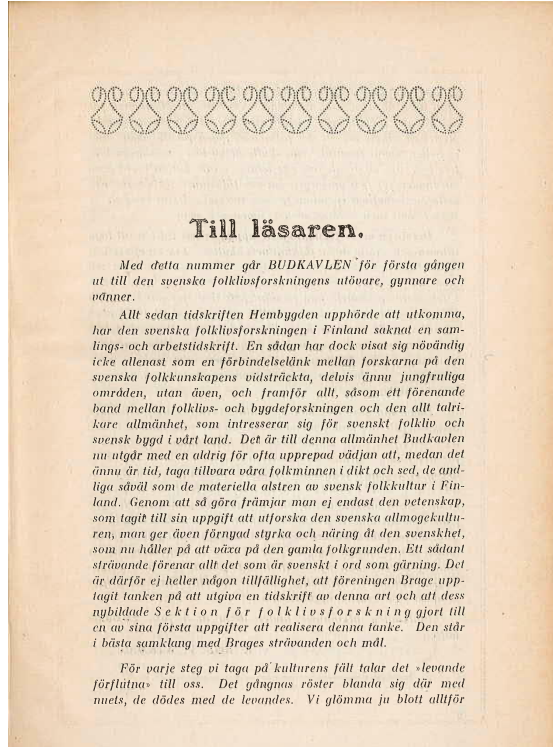 Till läsaren.
Med detta nummer går BUDKAVLEN för första gången
ut till den svenska folklivsforskningens utövare, gynnare och
vänner.
Allt sedan tidskriften Hembygden upphörde att utkomma,
har den svenska folklivsforskningen i Finland saknat en sam-
lings- och arbetstidskrift. En sådan har dock visat sig növändig
icke allenast som en förbindelselänk mellan forskarna på den
svenska folkkunskapens vidsträckta, delvis ännu jungfruliga
områden, utan även, och framför allt, såsom ett förenande
band mellan folklivs- och bygdeforskningen och den allt talri-
kare allmänhet, som intresserar sig för svenskt folkliv och
svensk bygd i vårt land. Det är till denna allmänhet Budkavlen
nu utgår med en aldrig för ofta upprepad vädjan att, medan det
ännu är tid, taga tillvara våra folkminnen i dikt och sed, de and-
liga såväl som de materiella alstren av svensk folkkultur i Fin-
land. Genom att så göra främjar man ej endast den vetenskap,
som tagit till sin uppgift att utforska den svenska allmogekultu-
ren, man ger även förnyad styrka och näring åt den svenskhet,
som nu håller på att växa på den gamla folkgrunden. Ett sådant
strävande förenar allt det som är svenskt i ord som gärning. Det
är därför ej heller någon tillfällighet, att föreningen Brage upp-
tagit tanken på att utgiva en tidskrift av denna art och att dess
nybildade Sektion för folklivsforskning gjort till
en av sina första uppgifter att realisera denna tanke. Den står
i bästa samklang med Brages strävanden och mål.
För varje steg vi taga på kulturens fält talar det »levande
förflutna» till oss. Det gångnas röster blanda sig där med
nuets, de dödes med de levandes. Vi glömma ju blott alltför